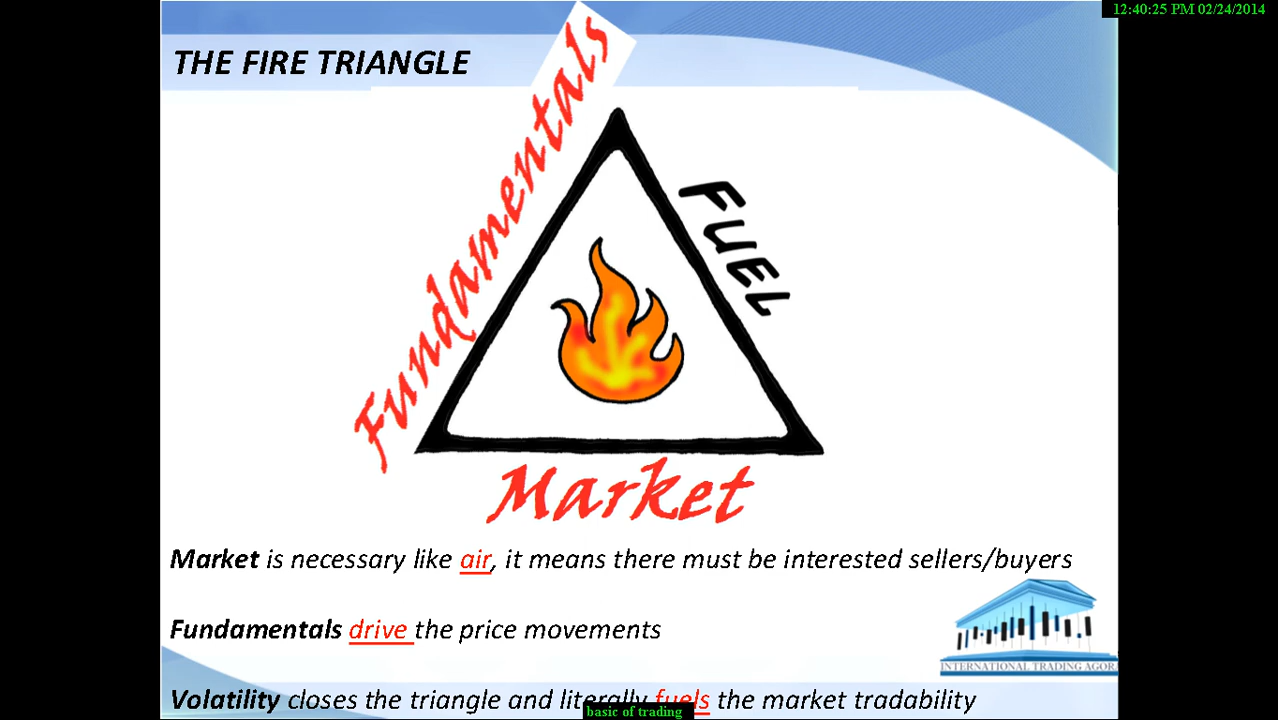 12:40:25 PM 02/24/2014
THE FIRE TRIANGLE
Fundamentals
FUEL
Market
Market is necessary like air, it means there must be interested sellers/buyers
Fundamentals drive the price movements
INTERNATIONAL TRADING AGORA
Volatility closes the triangle and literally fuels the market tradability
basic of trading